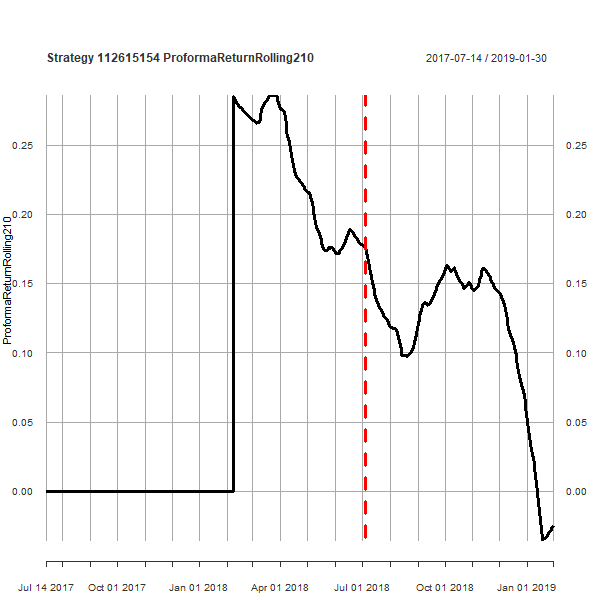 Strategy 112615154 ProformaReturnRolling210
2017-07-14 / 2019-01-30
ProformaReturnRolling210
0.25
0.20
0.15
0.10
0.05
0.00
0.25
0.20
0.15
0.10
0.05
0.00
Jul 14 2017
Oct 01 2017
Jan 01 2018
Apr 01 2018
Jul 01 2018
Oct 01 2018
Jan 01 2019